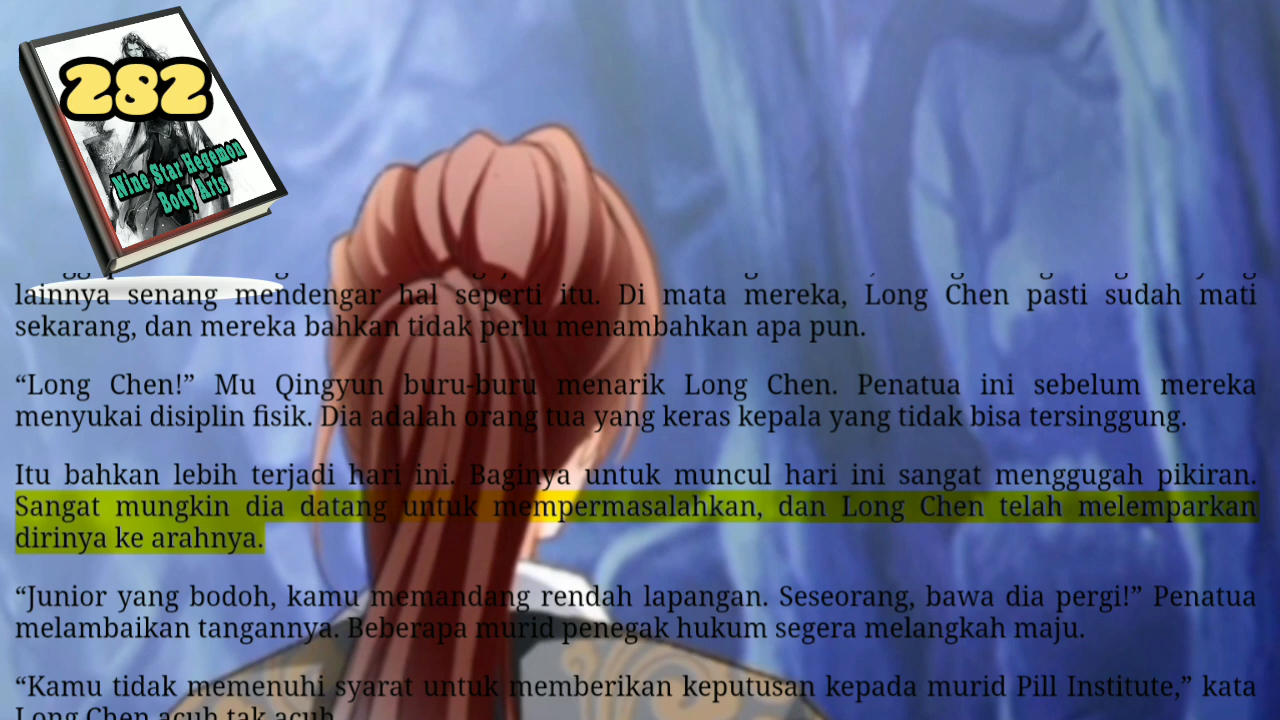 282
Nine Star Hegemon
Body Arts
lainnya senang mendengar hal seperti itu. Di mata mereka, Long Chen pasti sudah mati
sekarang, dan mereka bahkan tidak perlu menambahkan apa pun.
“Long Chen!” Mu Qingyun buru-buru menarik Long Chen. Penatua ini sebelum mereka
menyukai disiplin fisik. Dia adalah orang tua yang keras kepala yang tidak bisa tersinggung.
Itu bahkan lebih terjadi hari ini. Baginya untuk muncul hari ini sangat menggugah pikiran.
Sangat mungkin dia datang untuk mempermasalahkan, dan Long Chen telah melemparkan
dirinya ke arahnya.
“Junior yang bodoh, kamu memandang rendah lapangan. Seseorang, bawa dia pergi!” Penatua
melambaikan tangannya. Beberapa murid penegak hukum segera melangkah maju.
“Kamu tidak memenuhi syarat untuk memberikan keputusan kepada murid Pill Institute,” kata
Long Chen acuh tak acuh